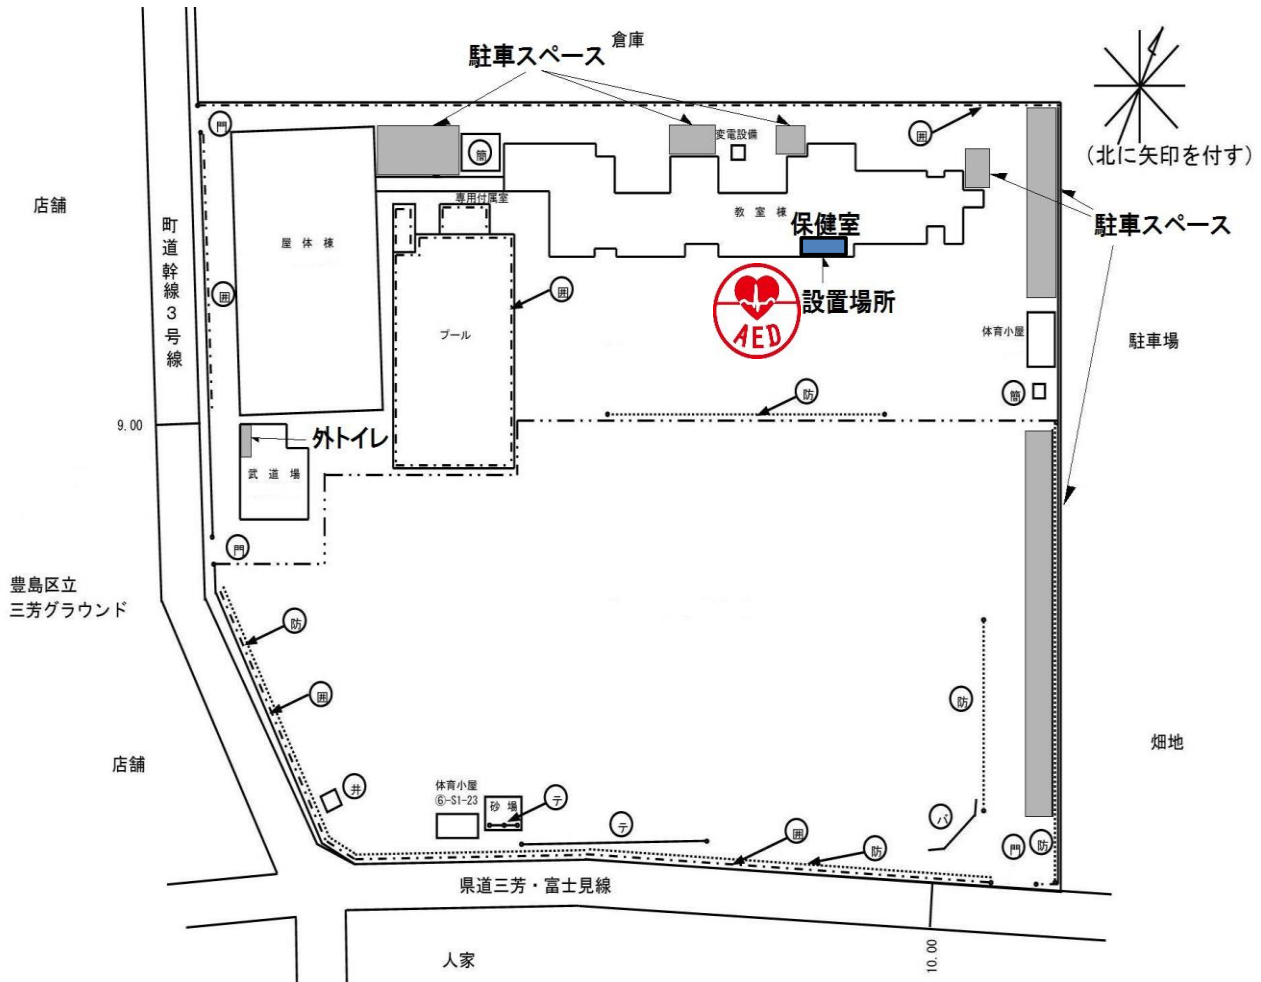 倉庫
駐車スペース
門
簡
変電設備
囲
(北に矢印を付す)
店舗
専用付属室
教室棟
保健室
駐車スペース
町道幹線3号線
屋体棟
囲
囲
設置場所
AED
プール
体育小屋
駐車場
防
簡
9.00
外トイレ
武道場
門
豊島区立
三芳グラウンド
防
囲
防
畑地
店舗
井
体育小屋
⑥-S1-23
砂場
テ
テ
囲
防
バ
門
防
県道三芳・富士見線
人家
10.00